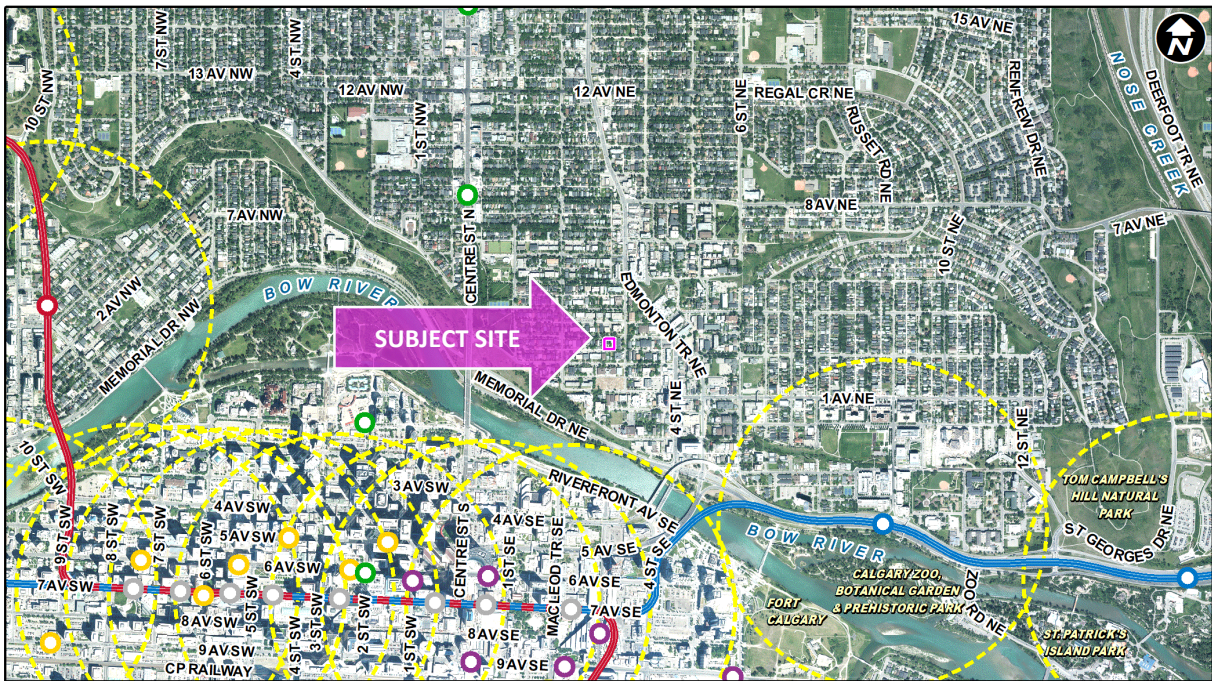 15 AV NE
N
7 ST NW
4 ST NW
13 AV NW
12 AV NW
12 AV NE
10 ST NW
1 ST NW
6 ST NE
REGAL CR NE
RUSSET RD NE
RENFREW DR NE
NOSE CREEK
DEERFOOT TR NE
7 AV NW
8 AV NE
7 AV NE
CENTRE ST N
10 ST NE
2 AV NW
BOW RIVER
EDMONTON TR NE
MEMORIAL DR NW
SUBJECT SITE
MEMORIAL DR NE
4 ST NE
1 AV NE
12 ST NE
10 ST SW
3 AV SW
RIVERFRONT AV SE
TOM CAMPBELL'S
HILL NATURAL
PARK
9 ST SW
8 ST SW
7 ST SW
4 AV SW
6 ST SW
5 AV SW
6 AV SW
CENTRE ST S
4 AV SE
1 ST SE
5 AV SE
4 ST SE
BOW RIVER
ST GEORGES DR NE
7 AV SW
5 ST SW
MACLEOD TR SE
6 AV SE
7 AV SE
CALGARY ZOO,
BOTANICAL GARDEN
& PREHISTORIC PARK
ZOO RD NE
FORT
CALGARY
8 AV SW
4 ST SW
3 ST SW
2 ST SW
1 ST SW
8 AV SE
9 AV SW
9 AV SE
CP RAILWAY
ST. PATRICK'S
ISLAND PARK